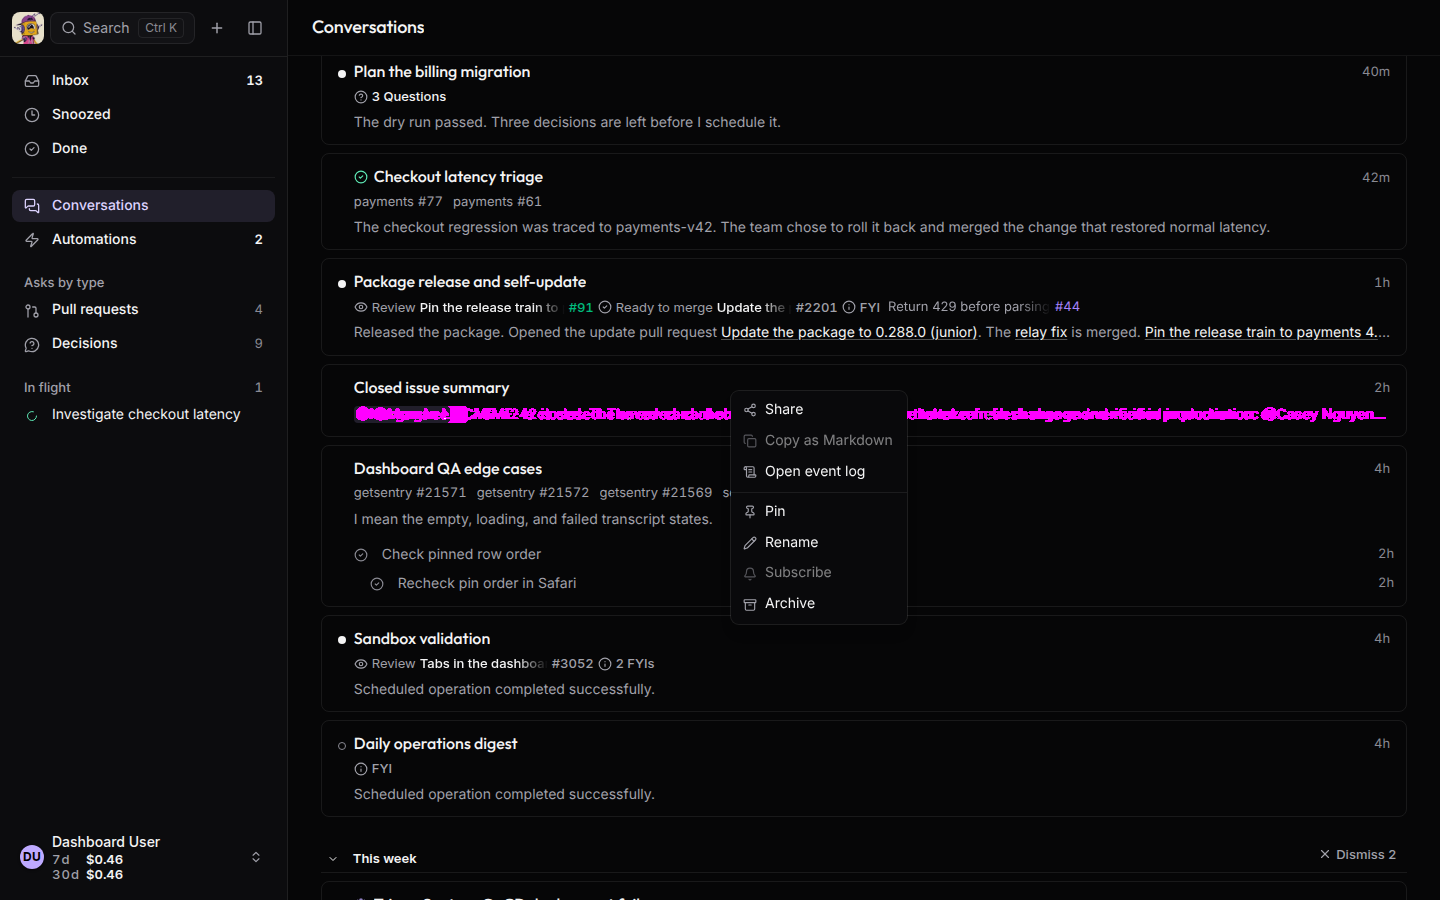 Search Ctrl K
Conversations
Inbox 13
Snoozed
Done
Conversations
Automations 2
Asks by type
Pull requests 4
Decisions 9
In flight 1
Investigate checkout latency
Plan the billing migration 40m
3 Questions
The dry run passed. Three decisions are left before I schedule it.
Checkout latency triage 42m
payments #77 payments #61
The checkout regression was traced to payments-v42. The team chose to roll it back and merged the change that restored normal latency.
Package release and self-update 1h
Review Pin the release train to #91 Ready to merge Update the #2201 FYI Return 429 before parsing #44
Released the package. Opened the update pull request Update the package to 0.288.0 (junior). The relay fix is merged. Pin the release train to payments 4....
Closed issue summary 2h
@Casey Nguyen
Dashboard QA edge cases 4h
getsentry #21571 getsentry #21572 getsentry #21569
I mean the empty, loading, and failed transcript states.
Check pinned row order 2h
Recheck pin order in Safari 2h
Share
Copy as Markdown
Open event log
Pin
Rename
Subscribe
Archive
Sandbox validation 4h
Review Tabs in the dashboa #3052 2 FYIs
Scheduled operation completed successfully.
Daily operations digest 4h
FYI
Scheduled operation completed successfully.
This week Dismiss 2
DU Dashboard User
7d $0.46
30d $0.46